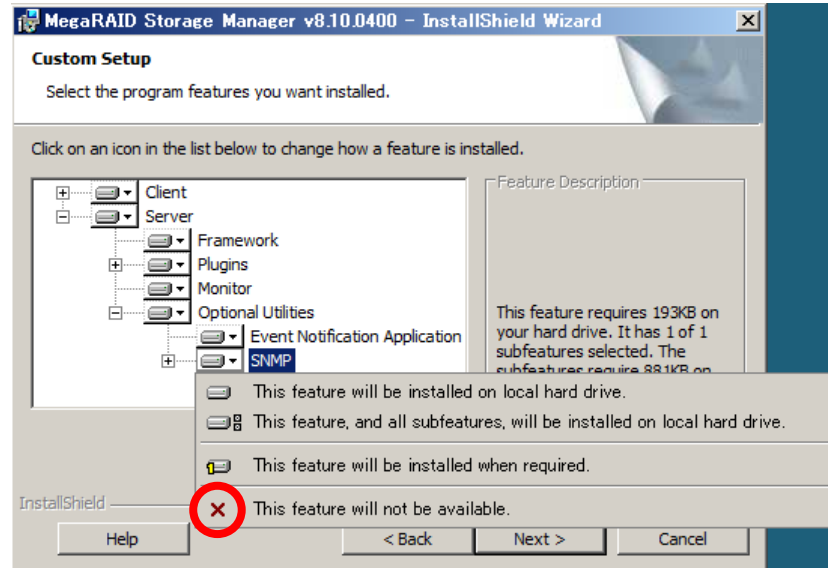 MegaRAID Storage Manager v8.10.0400 - InstallShield Wizard
Custom Setup
Select the program features you want installed.
Click on an icon in the list below to change how a feature is installed.
Client
Server
Framework
Plugins
Monitor
Optional Utilities
Event Notification Application
SNMP
Feature Description
This feature requires 193KB on
your hard drive. It has 1 of 1
subfeatures selected. The
subfeatures require 881KB on
This feature will be installed on local hard drive.
This feature, and all subfeatures, will be installed on local hard drive.
This feature will be installed when required.
This feature will not be available.
InstallShield
Help
< Back
Next >
Cancel